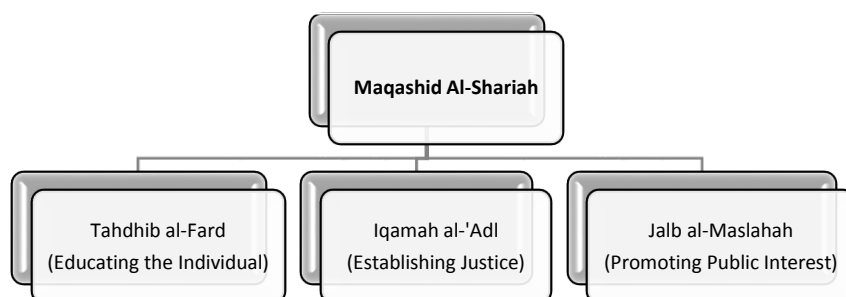 Maqashid Al-Shariah
Tahdhib al-Fard
(Educating the Individual)
Iqamah al-'Adl
(Establishing Justice)
Jalb al-Maslahah
(Promoting Public Interest)